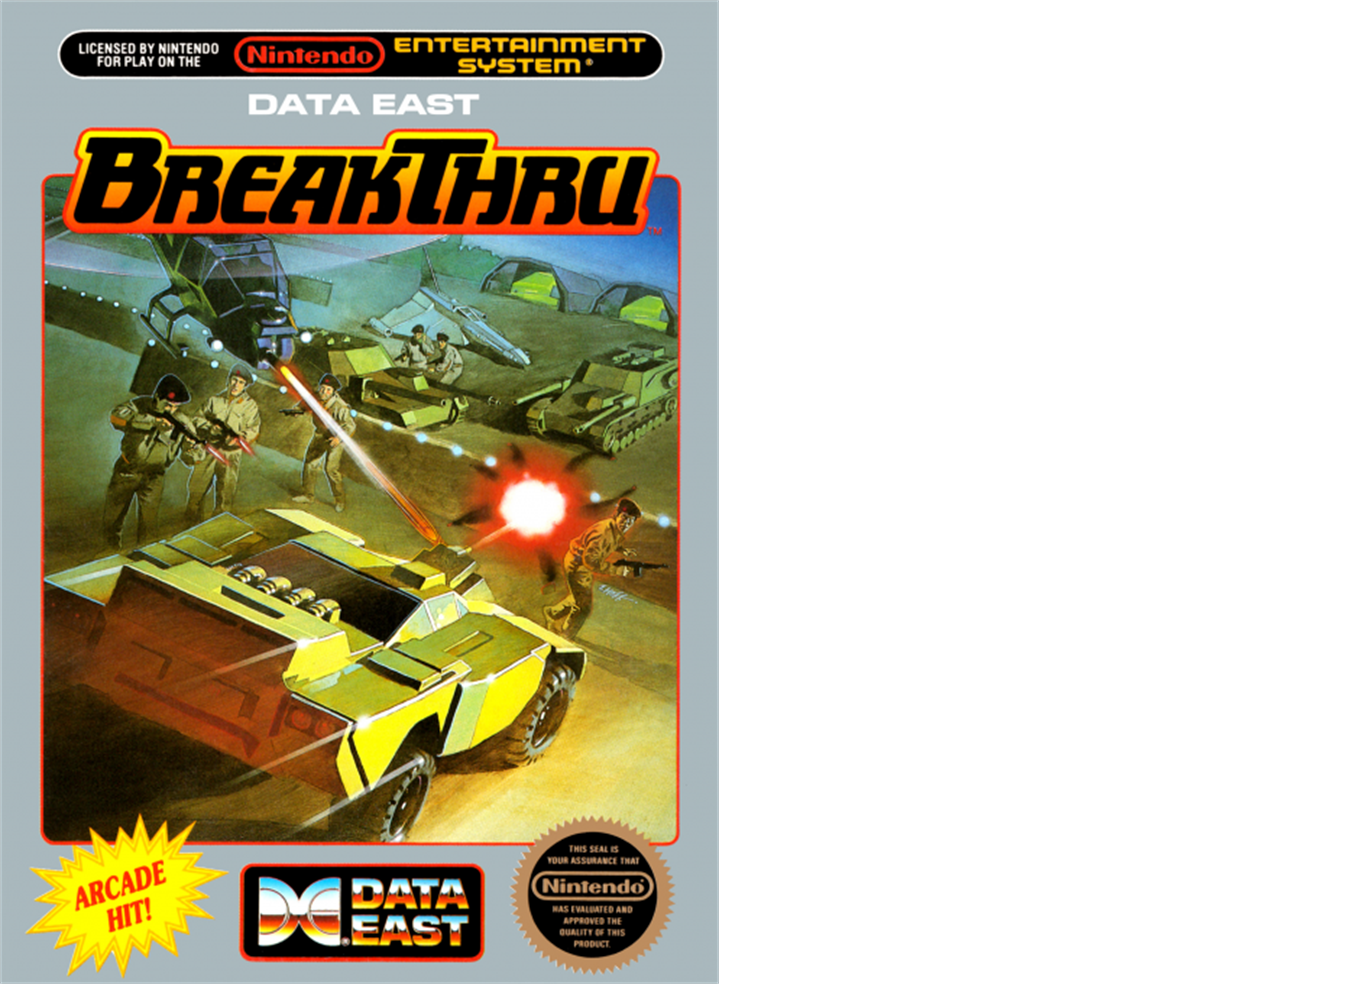 LICENSED BY NINTENDO
FOR PLAY ON THE
Nintendo
ENTERTAINMENT
SYSTEM®
DATA EAST
BREAKTHRU
TM
ARCADE
HIT!
DATA
EAST
®
THIS SEAL IS
YOUR ASSURANCE THAT
Nintendo®
HAS EVALUATED AND
APPROVED THE
QUALITY OF THIS
PRODUCT.